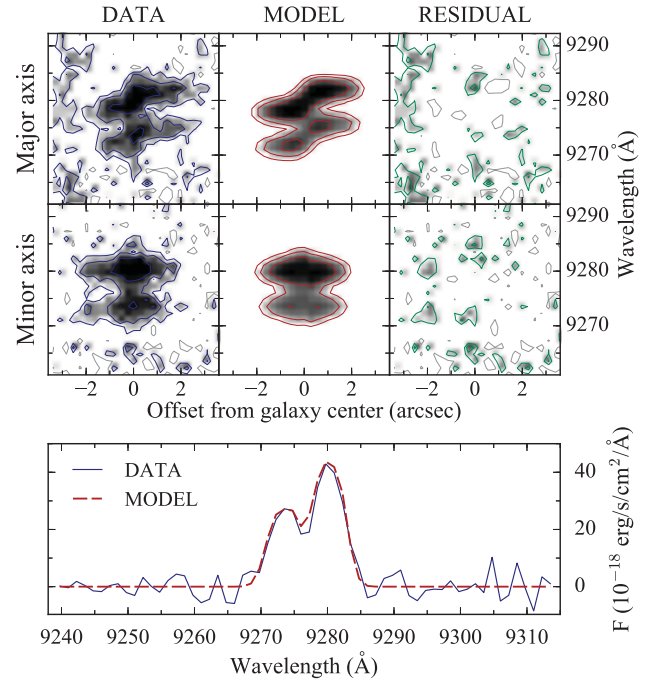 DATA MODEL RESIDUAL
Major axis
9290
9280
9270
Minor axis
9290
9280
9270
Wavelength (Å)
−2 0 2 −2 0 2 −2 0 2
Offset from galaxy center (arcsec)
DATA
MODEL
40
20
0
F (10⁻¹⁸ erg/s/cm²/Å)
9240 9250 9260 9270 9280 9290 9300 9310
Wavelength (Å)